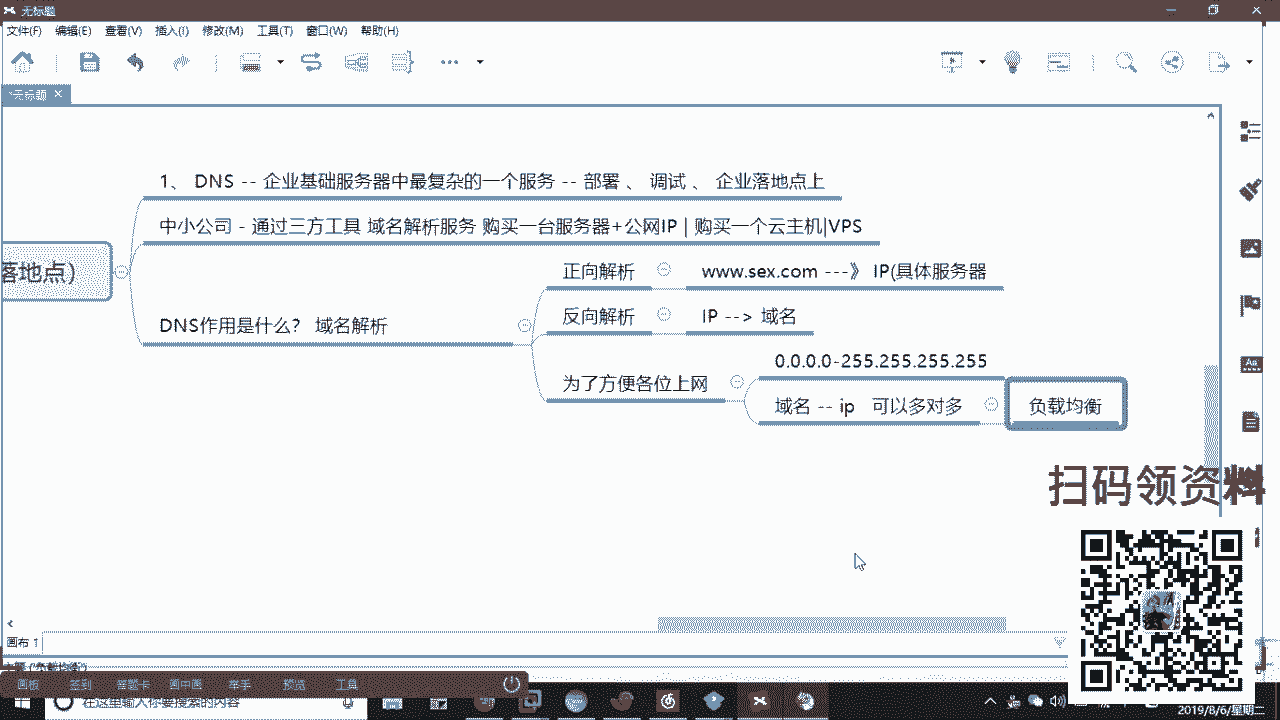 无标题
文件(F) 编辑(E) 查看(V) 插入(I) 修改(M) 工具(T) 窗口(W) 帮助(H)
*无标题
1、 DNS -- 企业基础服务器中最复杂的一个服务 -- 部署 、 调试 、 企业落地点上
中小公司 - 通过三方工具 域名解析服务 购买一台服务器+公网IP | 购买一个云主机|VPS
落地点）
DNS作用是什么？ 域名解析
正向解析
www.sex.com ---》 IP(具体服务器
反向解析
IP --> 域名
为了方便各位上网
0.0.0.0-255.255.255.255
域名 -- ip 可以多对多
负载均衡
扫码领资料
画布 1
主题 ("负载均衡")
画板 签到 答题卡 画中画 举手 预览 工具
在这里输入你要搜索的内容
2019/8/6/星期二